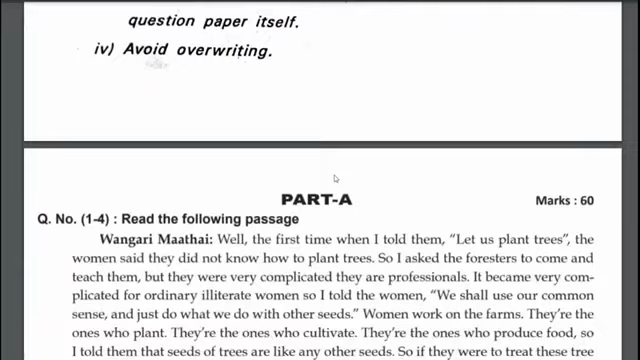 question paper itself.
iv) Avoid overwriting.
PART-A
Marks : 60
Q. No. (1-4) : Read the following passage
Wangari Maathai: Well, the first time when I told them, “Let us plant trees”, the
women said they did not know how to plant trees. So I asked the foresters to come and
teach them, but they were very complicated they are professionals. It became very com-
plicated for ordinary illiterate women so I told the women, “We shall use our common
sense, and just do what we do with other seeds.” Women work on the farms. They’re the
ones who plant. They’re the ones who cultivate. They’re the ones who produce food, so
I told them that seeds of trees are like any other seeds. So if they were to treat these tree